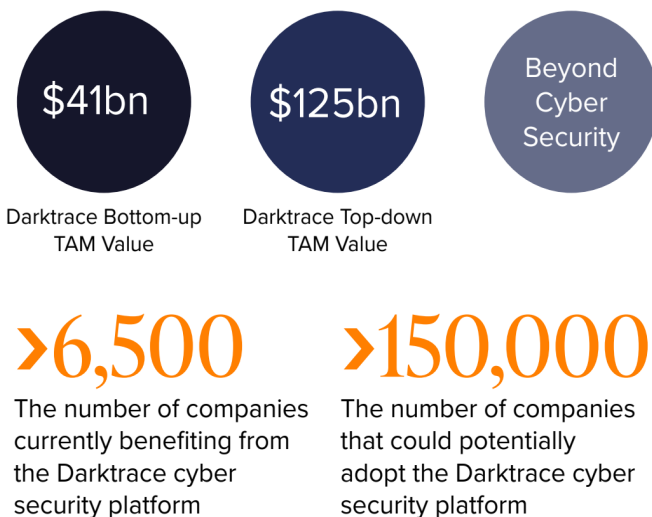 $41bn
$125bn
Beyond
Cyber
Security
Darktrace Bottom-up
TAM Value
Darktrace Top-down
TAM Value
>6,500
The number of companies
currently benefiting from
the Darktrace cyber
security platform
>150,000
The number of companies
that could potentially
adopt the Darktrace cyber
security platform